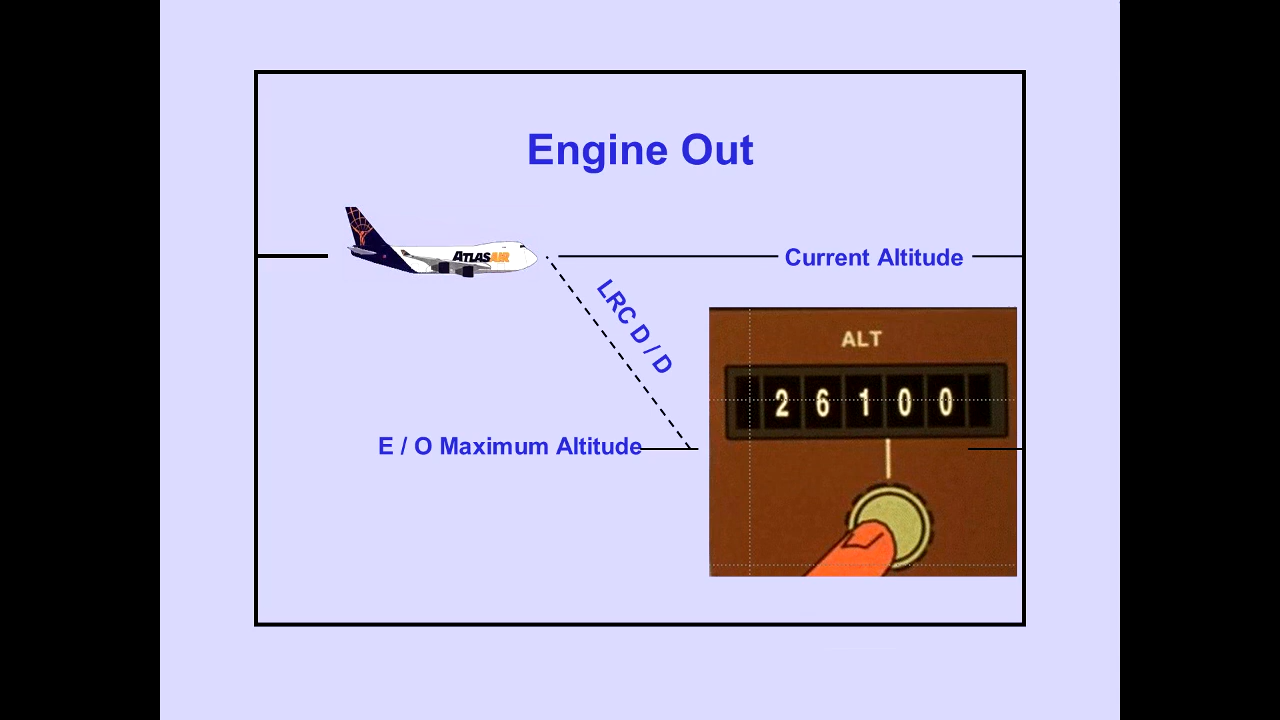 Engine Out
ATLASAIR
Current Altitude
LRC D / D
ALT
26100
E / O Maximum Altitude